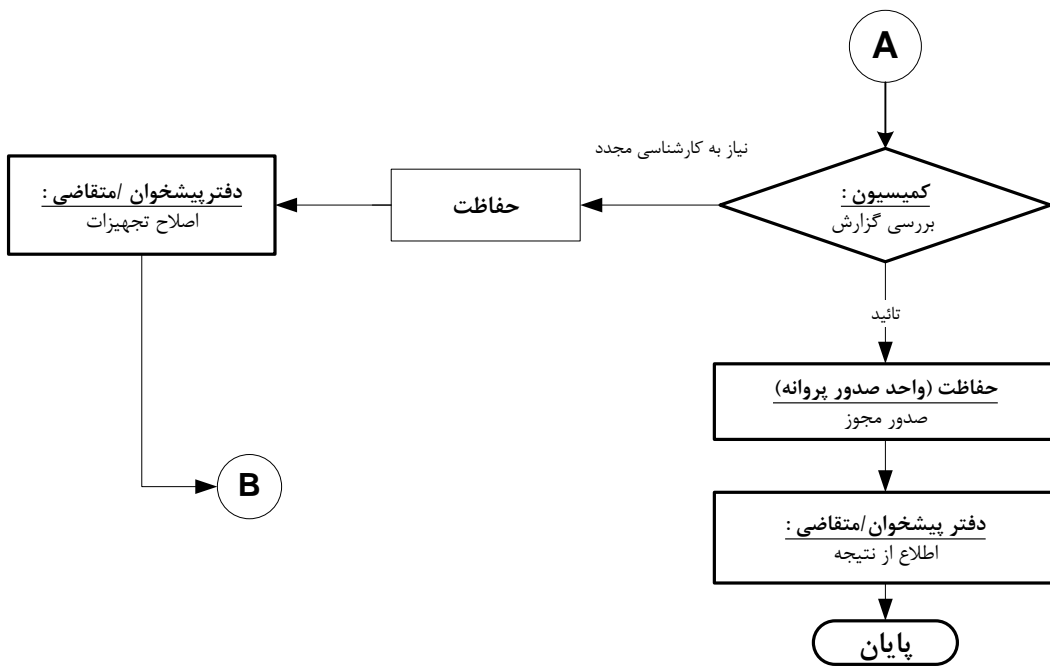 A
نیاز به کارشناسی مجدد
کمیسیون :
بررسی گزارش
حفاظت
دفترپیشخوان /متقاضی :
اصلاح تجهیزات
تائید
حفاظت (واحد صدور پروانه)
صدور مجوز
B
دفتر پیشخوان/متقاضی :
اطلاع از نتیجه
پایان